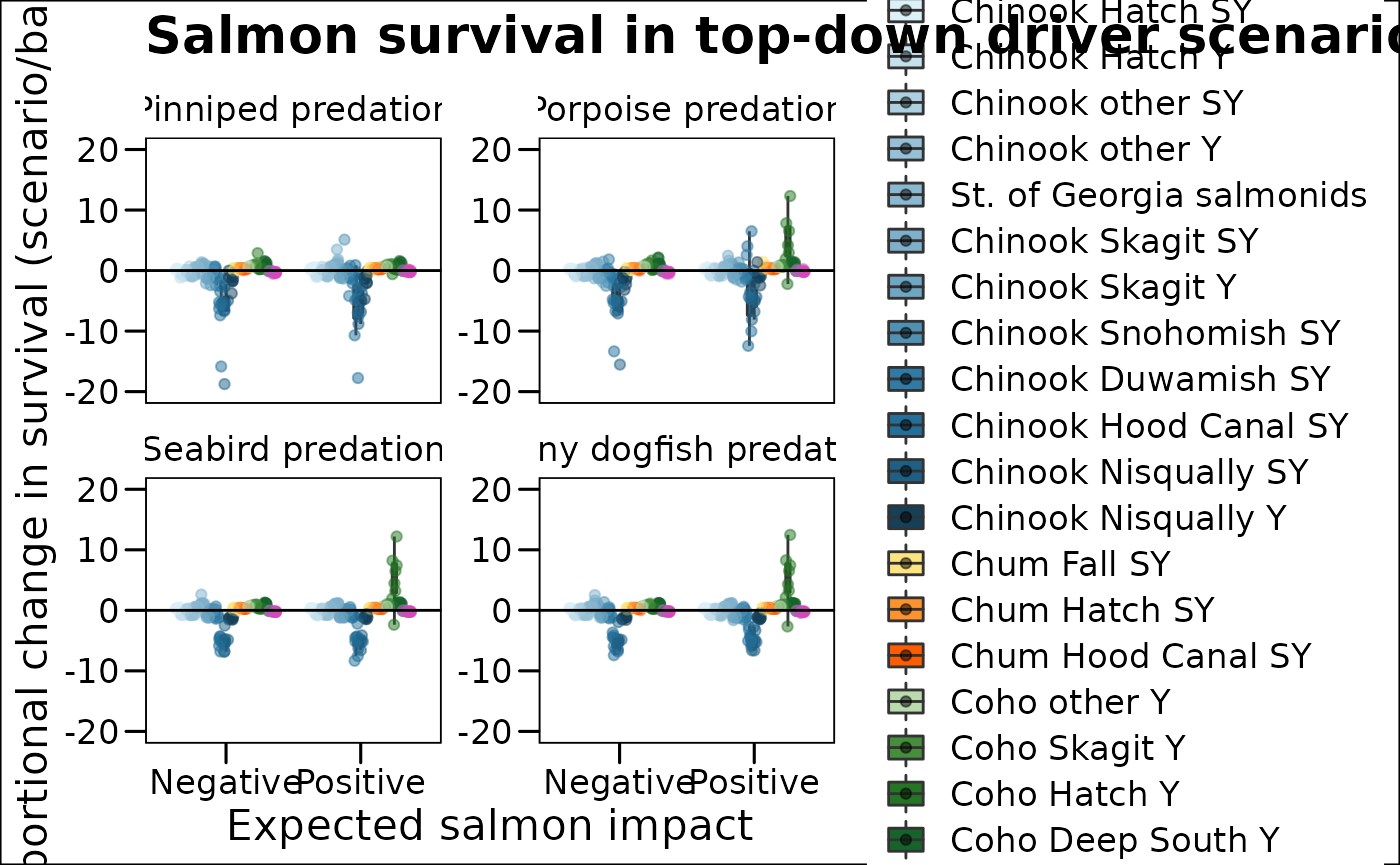 Salmon survival in top-down driver scenario
portional change in survival (scenario/ba
Pinniped predation
Porpoise predation
20
10
0
-10
-20
20
10
0
-10
-20
Seabird predation
ny dogfish predat
20
10
0
-10
-20
20
10
0
-10
-20
Negative Positive
Negative Positive
Expected salmon impact
Chinook Hatch SY
Chinook Hatch Y
Chinook other SY
Chinook other Y
St. of Georgia salmonids
Chinook Skagit SY
Chinook Skagit Y
Chinook Snohomish SY
Chinook Duwamish SY
Chinook Hood Canal SY
Chinook Nisqually SY
Chinook Nisqually Y
Chum Fall SY
Chum Hatch SY
Chum Hood Canal SY
Coho other Y
Coho Skagit Y
Coho Hatch Y
Coho Deep South Y